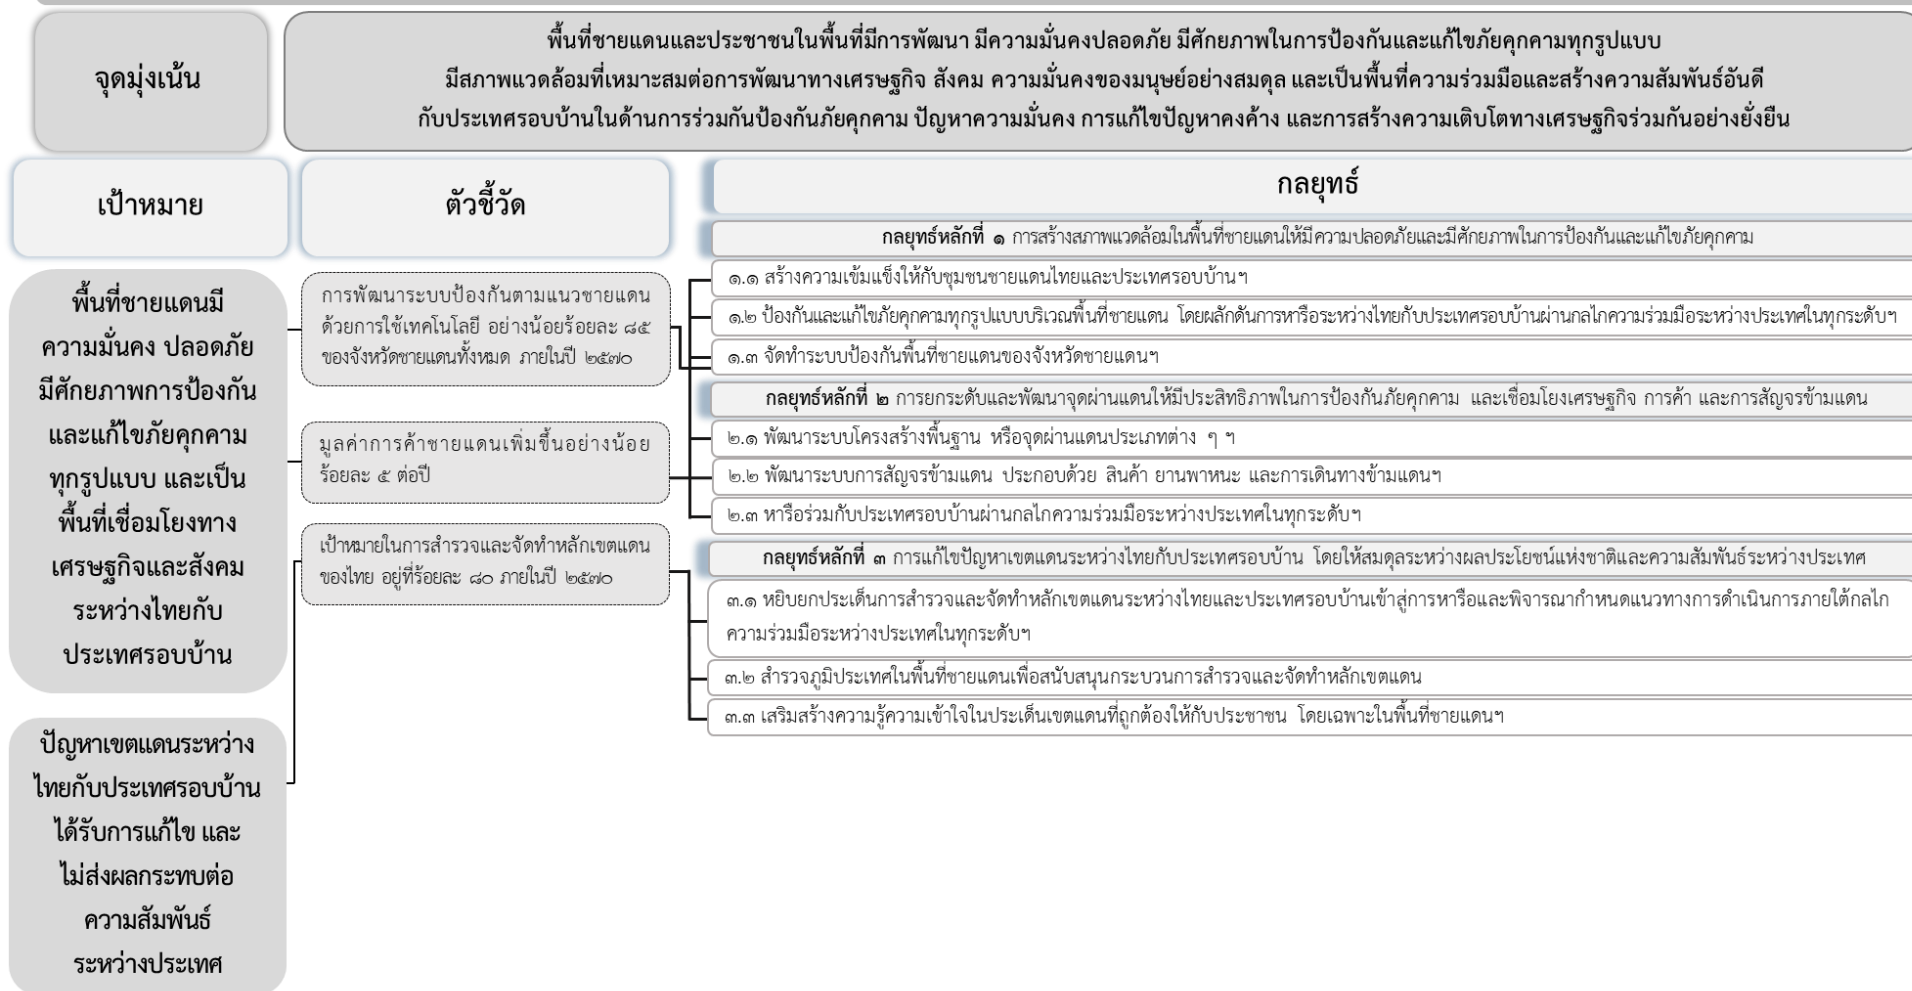 จุดมุ่งเน้น
พื้นที่ชายแดนและประชาชนในพื้นที่มีการพัฒนา มีความมั่นคงปลอดภัย มีศักยภาพในการป้องกันและแก้ไขภัยคุกคามทุกรูปแบบ
มีสภาพแวดล้อมที่เหมาะสมต่อการพัฒนาทางเศรษฐกิจ สังคม ความมั่นคงของมนุษย์อย่างสมดุล และเป็นพื้นที่ความร่วมมือและสร้างความสัมพันธ์อันดี
กับประเทศรอบบ้านในด้านการร่วมกันป้องกันภัยคุกคาม ปัญหาความมั่นคง การแก้ไขปัญหาคงค้าง และการสร้างความเติบโตทางเศรษฐกิจร่วมกันอย่างยั่งยืน
เป้าหมาย
พื้นที่ชายแดนมี
ความมั่นคง ปลอดภัย
มีศักยภาพการป้องกัน
และแก้ไขภัยคุกคาม
ทุกรูปแบบ และเป็น
พื้นที่เชื่อมโยงทาง
เศรษฐกิจและสังคม
ระหว่างไทยกับ
ประเทศรอบบ้าน
ปัญหาเขตแดนระหว่าง
ไทยกับประเทศรอบบ้าน
ได้รับการแก้ไข และ
ไม่ส่งผลกระทบต่อ
ความสัมพันธ์
ระหว่างประเทศ
ตัวชี้วัด
การพัฒนาระบบป้องกันตามแนวชายแดน
ด้วยการใช้เทคโนโลยี อย่างน้อยร้อยละ ๘๕
ของจังหวัดชายแดนทั้งหมด ภายในปี ๒๕๗๐
มูลค่าการค้าชายแดนเพิ่มขึ้นอย่างน้อย
ร้อยละ ๕ ต่อปี
เป้าหมายในการสำรวจและจัดทำหลักเขตแดน
ของไทย อยู่ที่ร้อยละ ๘๐ ภายในปี ๒๕๗๐
กลยุทธ์
กลยุทธ์หลักที่ ๑ การสร้างสภาพแวดล้อมในพื้นที่ชายแดนให้มีความปลอดภัยและมีศักยภาพในการป้องกันและแก้ไขภัยคุกคาม
๑.๑ สร้างความเข้มแข็งให้กับชุมชนชายแดนไทยและประเทศรอบบ้านฯ
๑.๒ ป้องกันและแก้ไขภัยคุกคามทุกรูปแบบบริเวณพื้นที่ชายแดน โดยผลักดันการหารือระหว่างไทยกับประเทศรอบบ้านผ่านกลไกความร่วมมือระหว่างประเทศในทุกระดับฯ
๑.๓ จัดทำระบบป้องกันพื้นที่ชายแดนของจังหวัดชายแดนฯ
กลยุทธ์หลักที่ ๒ การยกระดับและพัฒนาจุดผ่านแดนให้มีประสิทธิภาพในการป้องกันภัยคุกคาม และเชื่อมโยงเศรษฐกิจ การค้า และการสัญจรข้ามแดน
๒.๑ พัฒนาระบบโครงสร้างพื้นฐาน หรือจุดผ่านแดนประเภทต่าง ๆ ฯ
๒.๒ พัฒนาระบบการสัญจรข้ามแดน ประกอบด้วย สินค้า ยานพาหนะ และการเดินทางข้ามแดนฯ
๒.๓ หารือร่วมกับประเทศรอบบ้านผ่านกลไกความร่วมมือระหว่างประเทศในทุกระดับฯ
กลยุทธ์หลักที่ ๓ การแก้ไขปัญหาเขตแดนระหว่างไทยกับประเทศรอบบ้าน โดยให้สมดุลระหว่างผลประโยชน์แห่งชาติและความสัมพันธ์ระหว่างประเทศ
๓.๑ หยิบยกประเด็นการสำรวจและจัดทำหลักเขตแดนระหว่างไทยและประเทศรอบบ้านเข้าสู่การหารือและพิจารณากำหนดแนวทางการดำเนินการภายใต้กลไก
ความร่วมมือระหว่างประเทศในทุกระดับฯ
๓.๒ สำรวจภูมิประเทศในพื้นที่ชายแดนเพื่อสนับสนุนกระบวนการสำรวจและจัดทำหลักเขตแดน
๓.๓ เสริมสร้างความรู้ความเข้าใจในประเด็นเขตแดนที่ถูกต้องให้กับประชาชน โดยเฉพาะในพื้นที่ชายแดนฯ